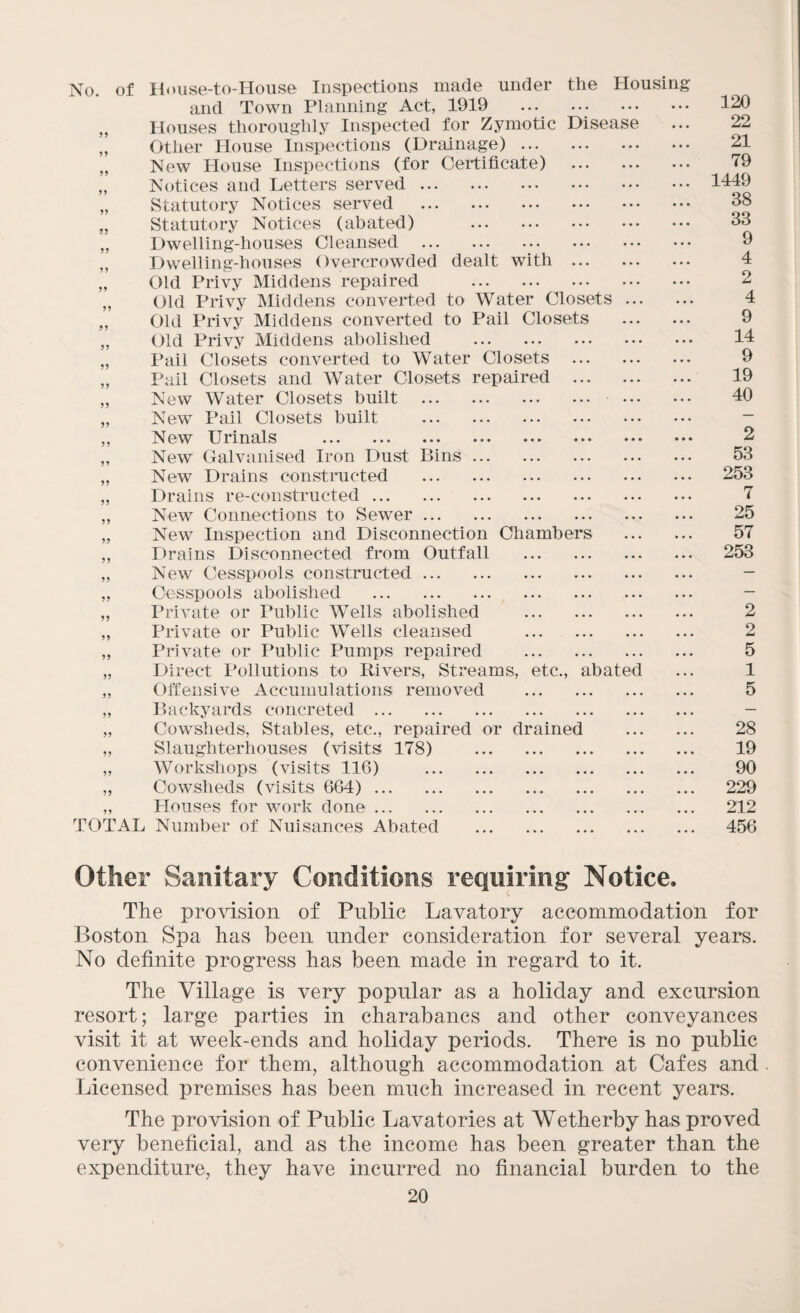 No. of House-to-House Inspections made under the Housing
and Town Planning Act, 1919 ... ... ... ... 120
„ Houses thoroughly Inspected for Zymotic Disease ... 22
„ Other House Inspections (Drainage) ... ... ... ... 21
„ New House Inspections (for Certificate) ... ... ... 79
„ Notices and Letters served ... ... ... ... ... ... 1449
„ Statutory Notices served ... ... ... ... ... ... 38
„ Statutory Notices (abated) ... ... ... ... ... 33
„ Dwelling-houses Cleansed ... ... ... ... ... ... 9
„ Dwelling-houses Overcrowded dealt with ... ... ... 4
„ Old Privy Middens repaired ... ... ... ... ... 2
„ Old Privy Middens converted to Water Closets ... ... 4
„ Old Privy Middens converted to Pail Closets ... ... 9
„ Old Privy Middens abolished ... ... ... ... ... 14
„ Pail Closets converted to Water Closets ... ... ... 9
„ Pail Closets and Water Closets repaired ... ... ... 19
„ New Water Closets built ... ... ... ... ... ... 40
„ New Pail Closets built ... ... ... ... ... ... —
„ New Urinals ... ... ... ... ... ... ... ... 2
„ New Galvanised Iron Dust Bins ... ... ... ... ... 53
„ New Drains constructed ... ... ... ... ... ... 253
„ Drains re-constructed ... ... ... ... ... ... ... 7
„ New Connections to Sewer ... ... ... ... ... ... 25
„ New Inspection and Disconnection Chambers ... ... 57
„ Drains Disconnected from Outfall ... ... ... ... 253
„ New Cesspools constructed ... ... ... ... ... ... —
„ Cesspools abolished ... ... ... ... ... ... ... —
„ Private or Public Wells abolished ... ... ... ... 2
„ Private or Public Wells cleansed ... ... ... ... 2
„ Private or Public Pumps repaired ... ... ... ... 5
„ Direct Pollutions to Rivers, Streams, etc., abated ... 1
„ Offensive Accumulations removed ... ... ... ... 5
„ Backyards concreted ... ... ... ... ... ... ... —
„ Cowsheds, Stables, etc., repaired or drained ... ... 28
„ Slaughterhouses (visits 178) ... ... ... ... ... 19
„ Workshops (visits 116) ... ... ... ... ... ... 90
„ Cowsheds (visits 664) ... ... ... ... ... ... ... 229
„ Houses for work done ... ... ... ... ... ... ... 212
TOTAL Number of Nuisances Abated ... ... ... ... ... 456
Other Sanitary Conditions requiring Notice.
The provision of Public Lavatory accommodation for
Boston Spa has been under consideration for several years.
No definite progress has been made in regard to it.
The Village is very popular as a holiday and excursion
resort; large parties in charabancs and other conveyances
visit it at week-ends and holiday periods. There is no public
convenience for them, although accommodation at Cafes and
Licensed premises has been much increased in recent years.
The provision of Public Lavatories at Wetherby has proved
very beneficial, and as the income has been greater than the
expenditure, they have incurred no financial burden to the
20